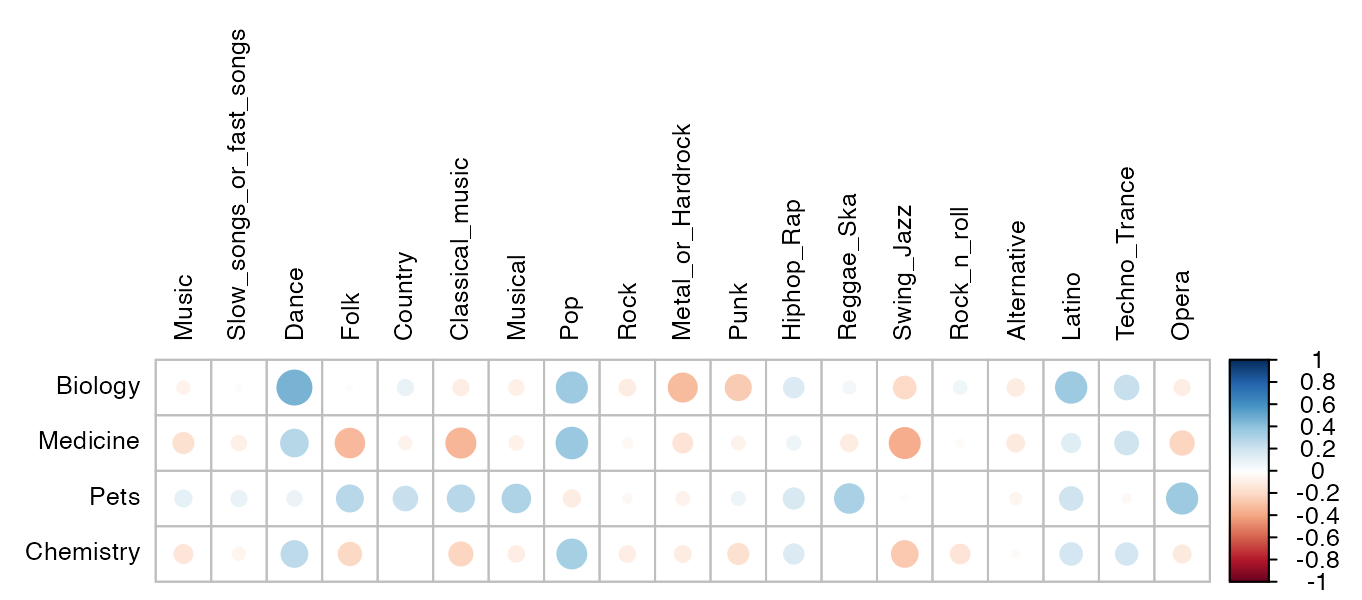 Music
Slow_songs_or_fast_songs
Dance
Folk
Country
Classical_music
Musical
Pop
Rock
Metal_or_Hardrock
Punk
Hiphop_Rap
Reggae_Ska
Swing_Jazz
Rock_n_roll
Alternative
Latino
Techno_Trance
Opera
Biology
Medicine
Pets
Chemistry
1
0.8
0.6
0.4
0.2
0
-0.2
-0.4
-0.6
-0.8
-1